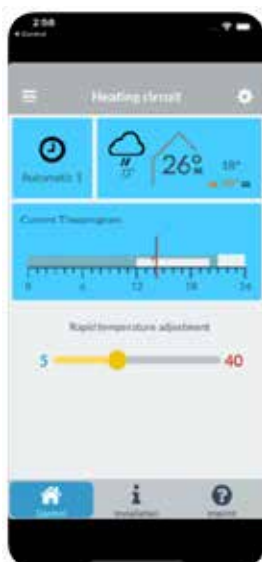 2:58
Heating circuit
Automatic 1
26°
18°
Current Timeprogram
0 6 12 18 24
Rapid temperature adjustment
5 40
Control Installation Imprint